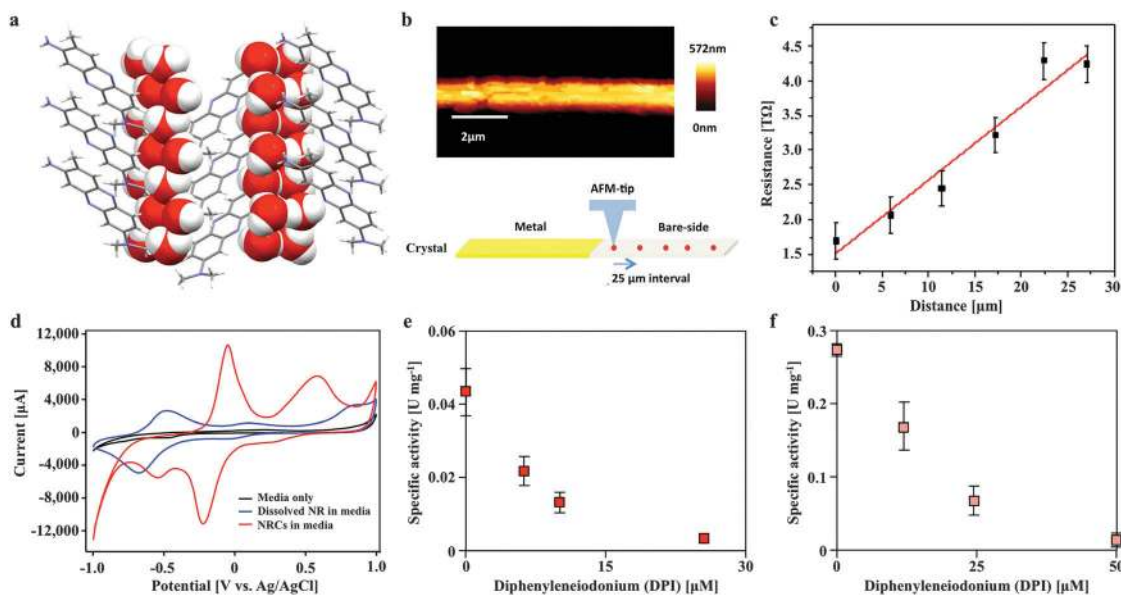 a
b
572nm
0nm
2μm
AFM-tip
Metal
Bare-side
Crystal
25 μm interval
c
4.5
4.0
3.5
3.0
2.5
2.0
1.5
Resistance [TΩ]
0
5
10
15
20
25
30
Distance [μm]
d
12,000
8,000
4,000
0
-4,000
-8,000
-12,000
Current [μA]
Media only
Dissolved NR in media
NRCs in media
-1.0
-0.5
0
0.5
1.0
Potential [V vs. Ag/AgCl]
e
0.06
0.04
0.02
0
Specific activity [U mg⁻¹]
0
15
30
Diphenyleneiodonium (DPI) [μM]
f
0.3
0.2
0.1
0
Specific activity [U mg⁻¹]
0
25
50
Diphenyleneiodonium (DPI) [μM]